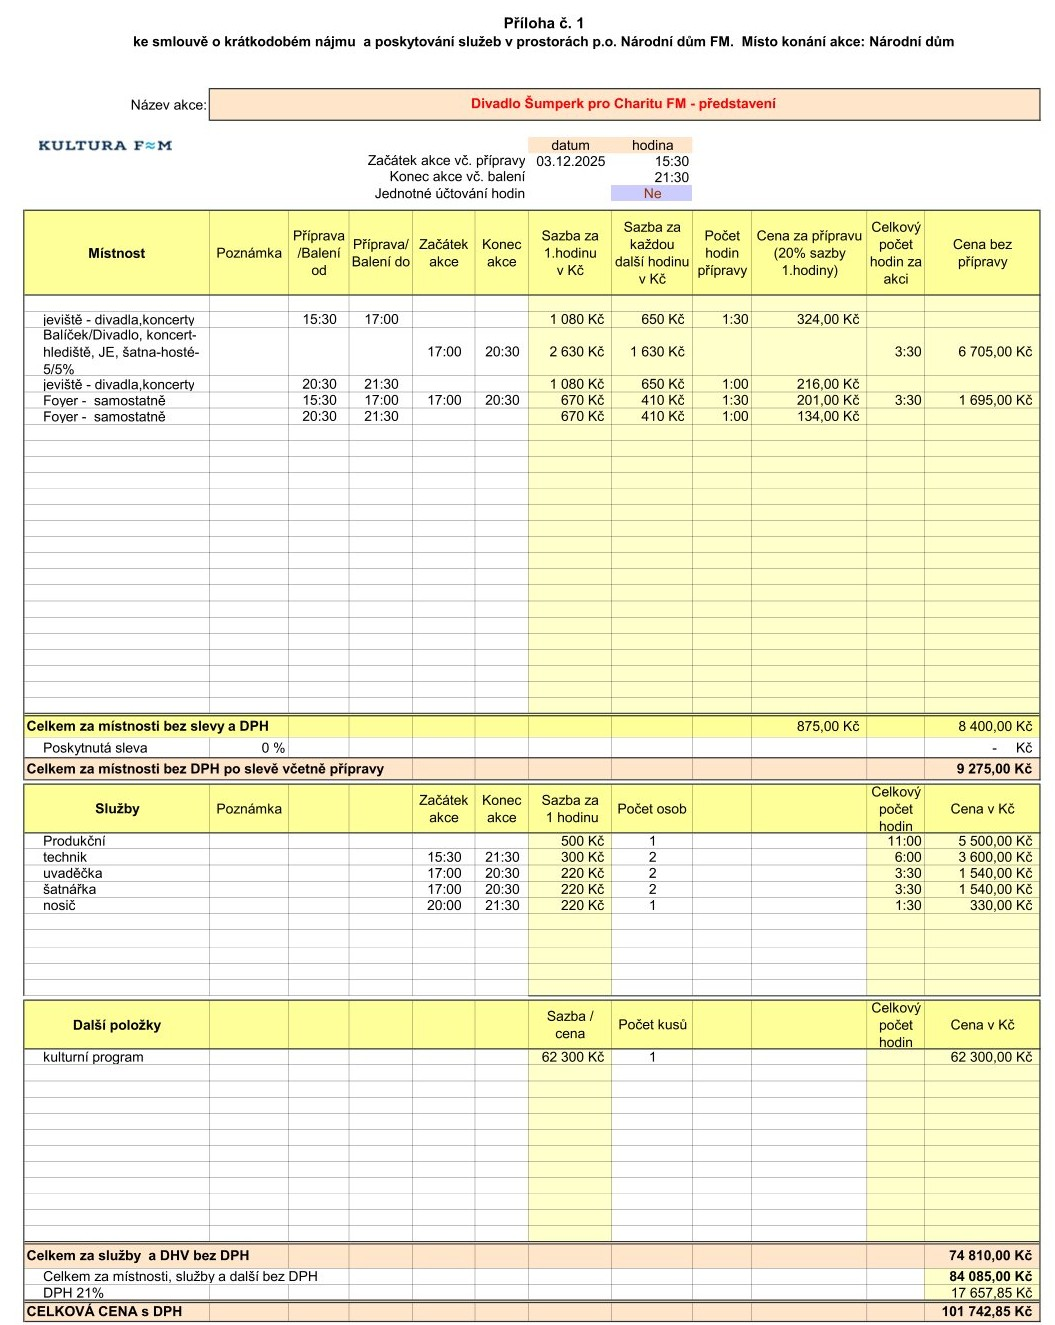 Příloha č. 1
ke smlouvě o krátkodobém nájmu a poskytování služeb v prostorách p.o. Národní dům FM. Místo konání akce: Národní dům
Název akce: Divadlo Šumperk pro Charitu FM - představení
KULTURA F≈M
datum hodina
Začátek akce vč. přípravy 03.12.2025 15:30
Konec akce vč. balení 21:30
Jednotné účtování hodin Ne
Místnost Poznámka Příprava /Balení od Příprava/ Balení do Začátek akce Konec akce Sazba za 1.hodinu v Kč Sazba za každou další hodinu v Kč Počet hodin přípravy Cena za přípravu (20% sazby 1.hodiny) Celkový počet hodin za akci Cena bez přípravy
jeviště - divadla,koncerty 15:30 17:00 1 080 Kč 650 Kč 1:30 324,00 Kč
Balíček/Divadlo, koncert-
hlediště, JE, šatna-hosté- 17:00 20:30 2 630 Kč 1 630 Kč 3:30 6 705,00 Kč
5/5%
jeviště - divadla,koncerty 20:30 21:30 1 080 Kč 650 Kč 1:00 216,00 Kč
Foyer - samostatně 15:30 17:00 17:00 20:30 670 Kč 410 Kč 1:30 201,00 Kč 3:30 1 695,00 Kč
Foyer - samostatně 20:30 21:30 670 Kč 410 Kč 1:00 134,00 Kč
Celkem za místnosti bez slevy a DPH 875,00 Kč 8 400,00 Kč
Poskytnutá sleva 0 % - Kč
Celkem za místnosti bez DPH po slevě včetně přípravy 9 275,00 Kč
Služby Poznámka Začátek akce Konec akce Sazba za 1 hodinu Počet osob Celkový počet hodin Cena v Kč
Produkční 500 Kč 1 11:00 5 500,00 Kč
technik 15:30 21:30 300 Kč 2 6:00 3 600,00 Kč
uvaděčka 17:00 20:30 220 Kč 2 3:30 1 540,00 Kč
šatnářka 17:00 20:30 220 Kč 2 3:30 1 540,00 Kč
nosič 20:00 21:30 220 Kč 1 1:30 330,00 Kč
Další položky Sazba / cena Počet kusů Celkový počet hodin Cena v Kč
kulturní program 62 300 Kč 1 62 300,00 Kč
Celkem za služby a DHV bez DPH 74 810,00 Kč
Celkem za místnosti, služby a další bez DPH 84 085,00 Kč
DPH 21% 17 657,85 Kč
CELKOVÁ CENA s DPH 101 742,85 Kč